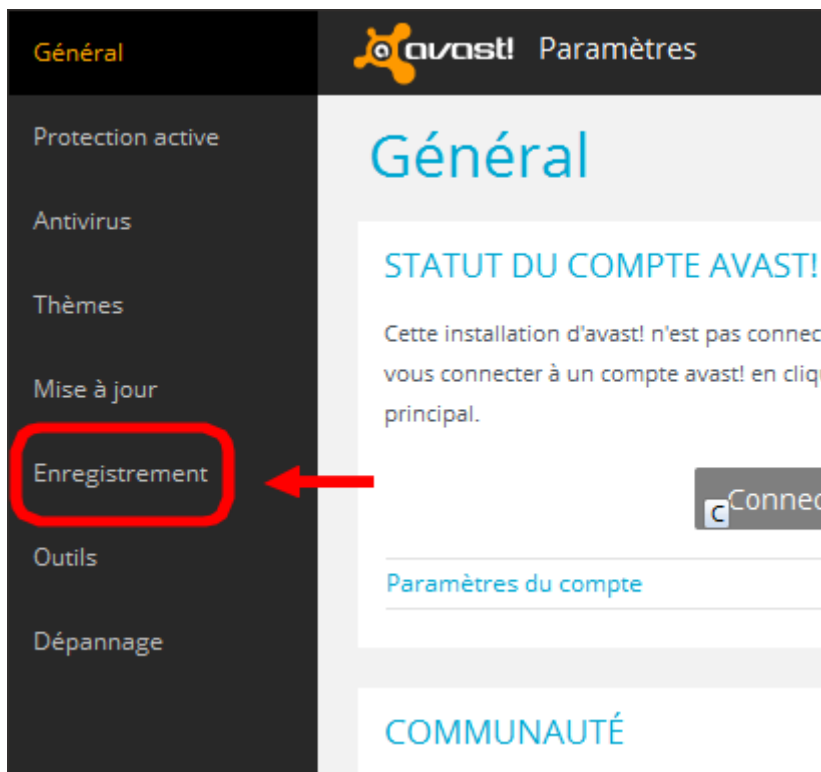 Général
Protection active
Antivirus
Thèmes
Mise à jour
Enregistrement
Outils
Dépannage
avast! Paramètres
Général
STATUT DU COMPTE AVAST!
Cette installation d'avast! n'est pas connec
vous connecter à un compte avast! en cliqu
principal.
C Connec
Paramètres du compte
COMMUNAUTÉ